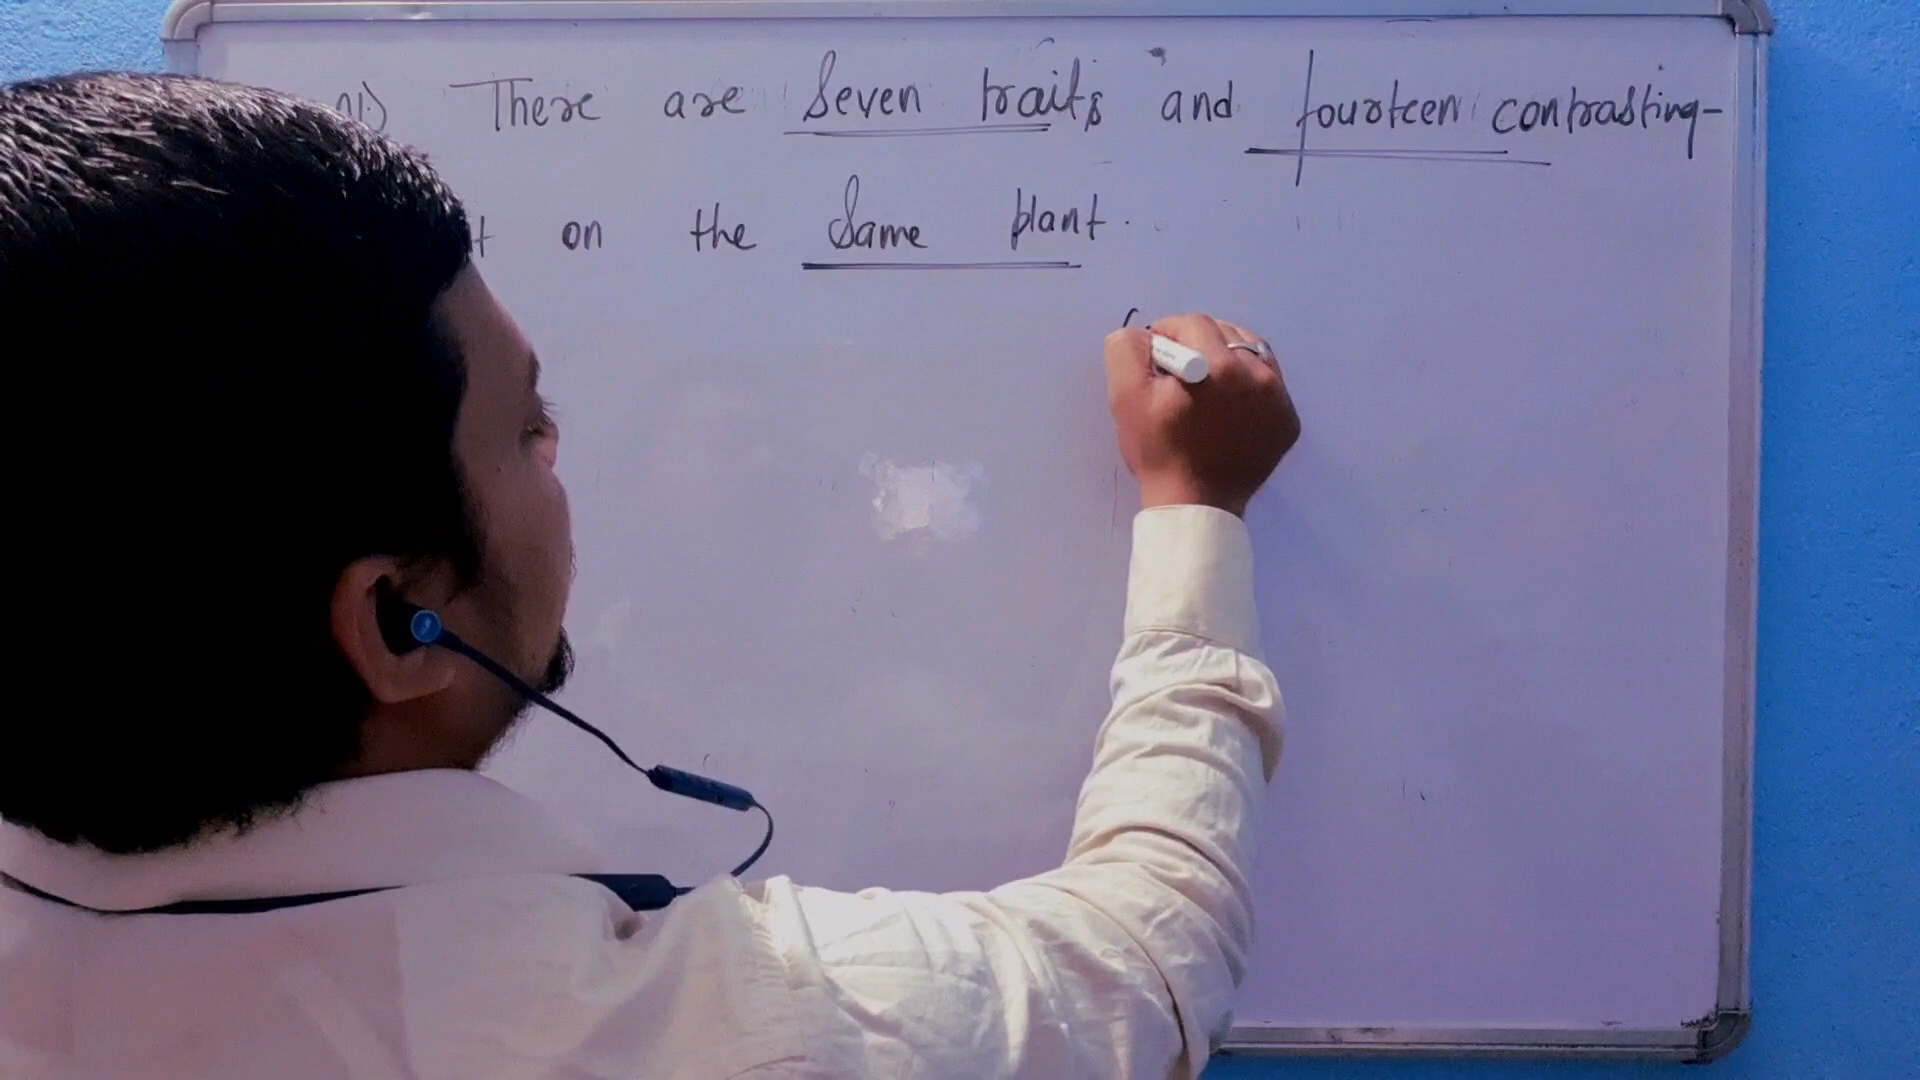 There are Seven traits and fourteen contrasting-
on the Same plant.